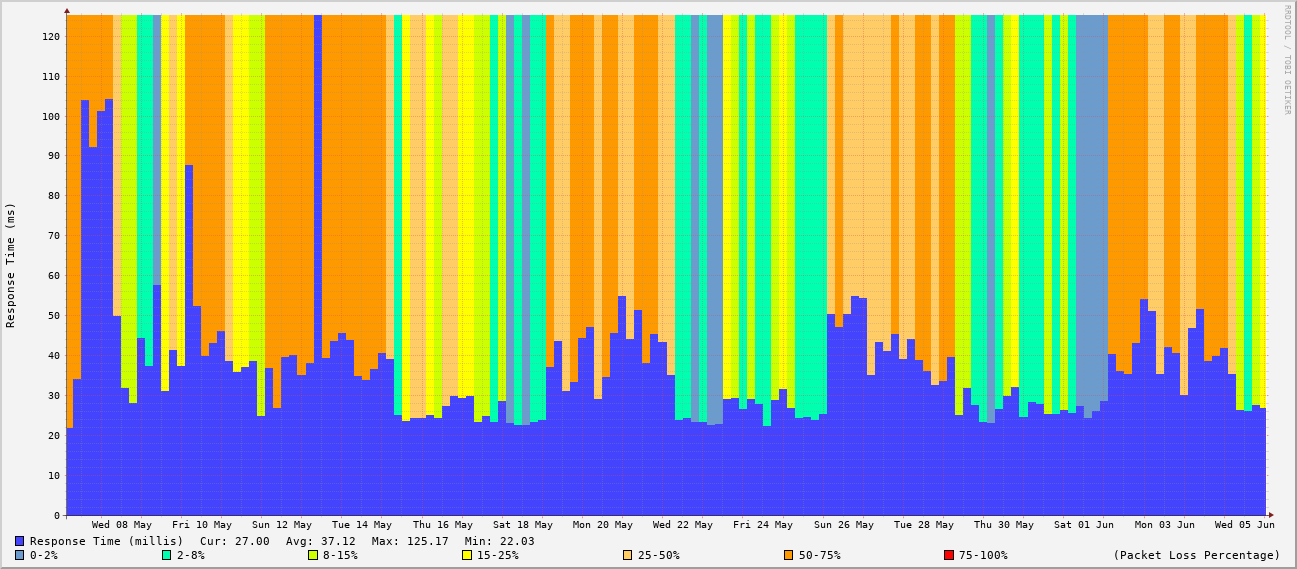 RRDTOOL / TOBI OETIKER
Response Time (ms)
120
110
100
90
80
70
60
50
40
30
20
10
0
Wed 08 May Fri 10 May Sun 12 May Tue 14 May Thu 16 May Sat 18 May Mon 20 May Wed 22 May Fri 24 May Sun 26 May Tue 28 May Thu 30 May Sat 01 Jun Mon 03 Jun Wed 05 Jun
Response Time (millis) Cur: 27.00 Avg: 37.12 Max: 125.17 Min: 22.03
0-2% 2-8% 8-15% 15-25% 25-50% 50-75% 75-100% (Packet Loss Percentage)